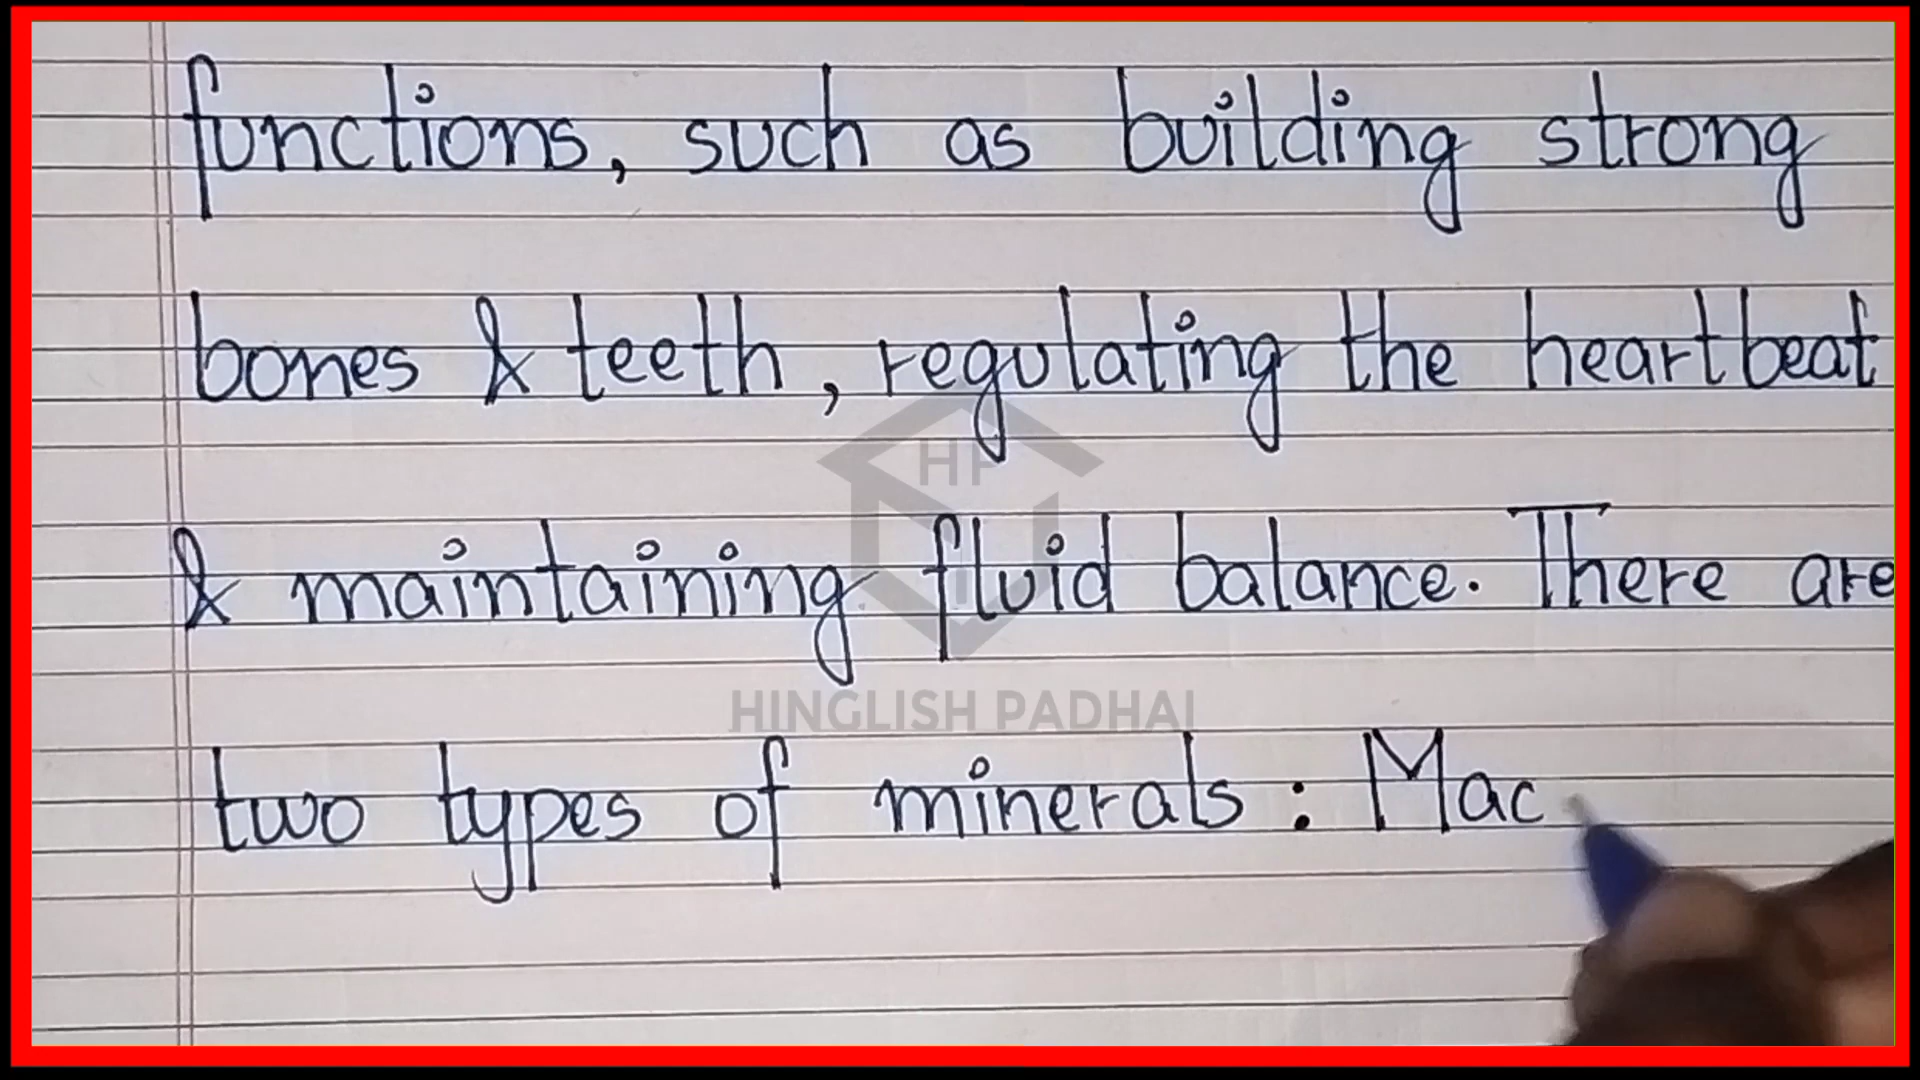 functions, such as building strong
bones & teeth, regulating the heartbeat
& maintaining fluid balance. There are
two types of minerals: Mac
HINGLISH PADHAI